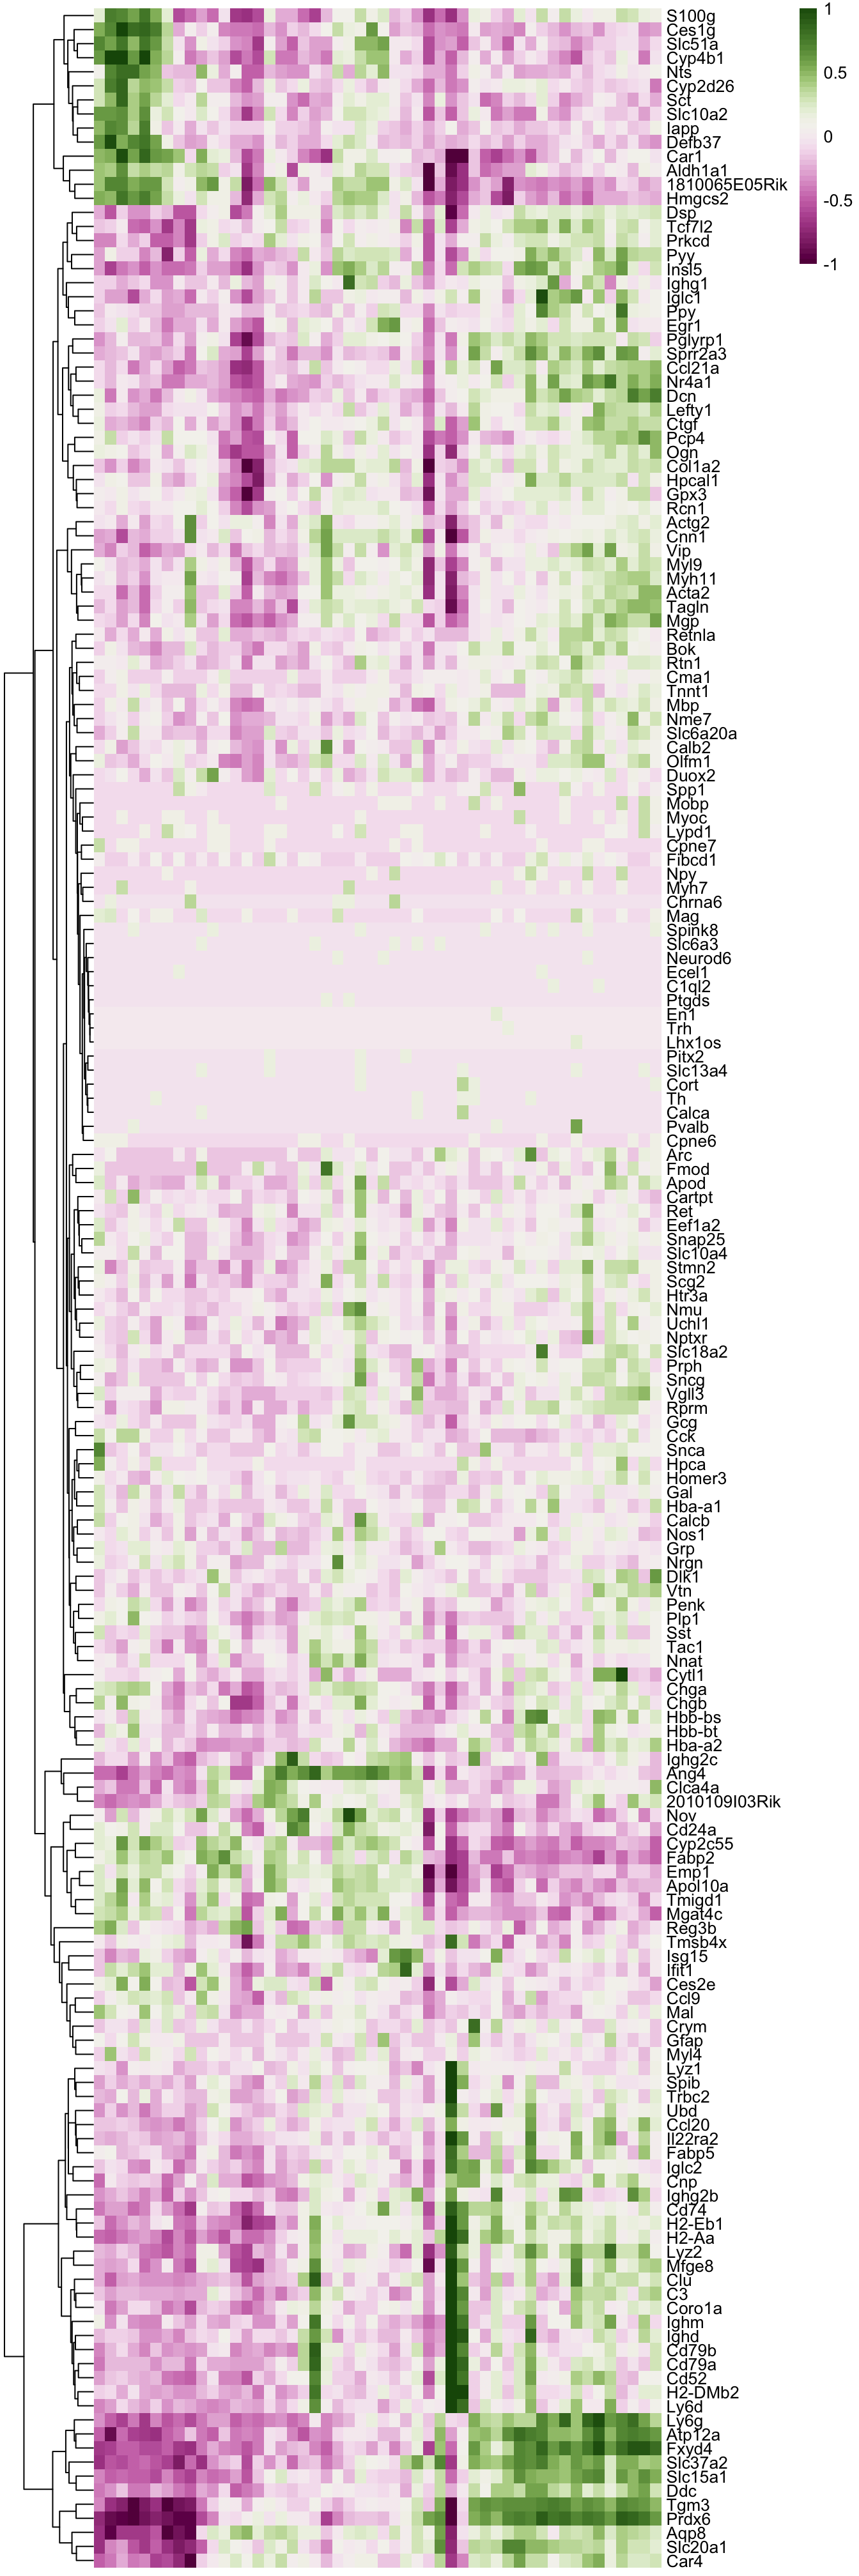 S100g
Ces1g
Slc51a
Cyp4b1
Nts
Cyp2d26
Sct
Slc10a2
Iapp
Defb37
Car1
Aldh1a1
1810065E05Rik
Hmgcs2
Dsp
Tcf7l2
Prkcd
Pyy
Insl5
Ighg1
Iglc1
Ppy
Egr1
Pglyrp1
Sprr2a3
Ccl21a
Nr4a1
Dcn
Lefty1
Ctgf
Pcp4
Ogn
Col1a2
Hpcal1
Gpx3
Rcn1
Actg2
Cnn1
Vip
Myl9
Myh11
Acta2
Tagln
Mgp
Retnla
Bok
Rtn1
Cma1
Tnnt1
Mbp
Nme7
Slc6a20a
Calb2
Olfm1
Duox2
Spp1
Mobp
Myoc
Lypd1
Cpne7
Fibcd1
Npy
Myh7
Chrna6
Mag
Spink8
Slc6a3
Neurod6
Ecel1
C1ql2
Ptgds
En1
Trh
Lhx1os
Pitx2
Slc13a4
Cort
Th
Calca
Pvalb
Cpne6
Arc
Fmod
Apod
Cartpt
Ret
Eef1a2
Snap25
Slc10a4
Stmn2
Scg2
Htr3a
Nmu
Uchl1
Nptxr
Slc18a2
Prph
Sncg
Vgll3
Rprm
Gcg
Cck
Snca
Hpca
Homer3
Gal
Hba-a1
Calcb
Nos1
Grp
Nrgn
Dlk1
Vtn
Penk
Plp1
Sst
Tac1
Nnat
Cytl1
Chga
Chgb
Hbb-bs
Hbb-bt
Hba-a2
Ighg2c
Ang4
Clca4a
2010109I03Rik
Nov
Cd24a
Cyp2c55
Fabp2
Emp1
Apol10a
Tmigd1
Mgat4c
Reg3b
Tmsb4x
Isg15
Ifit1
Ces2e
Ccl9
Mal
Crym
Gfap
Myl4
Lyz1
Spib
Trbc2
Ubd
Ccl20
Il22ra2
Fabp5
Iglc2
Cnp
Ighg2b
Cd74
H2-Eb1
H2-Aa
Lyz2
Mfge8
Clu
C3
Coro1a
Ighm
Ighd
Cd79b
Cd79a
Cd52
H2-DMb2
Ly6d
Ly6g
Atp12a
Fxyd4
Slc37a2
Slc15a1
Ddc
Tgm3
Prdx6
Aqp8
Slc20a1
Car4
1
0.5
0
-0.5
-1